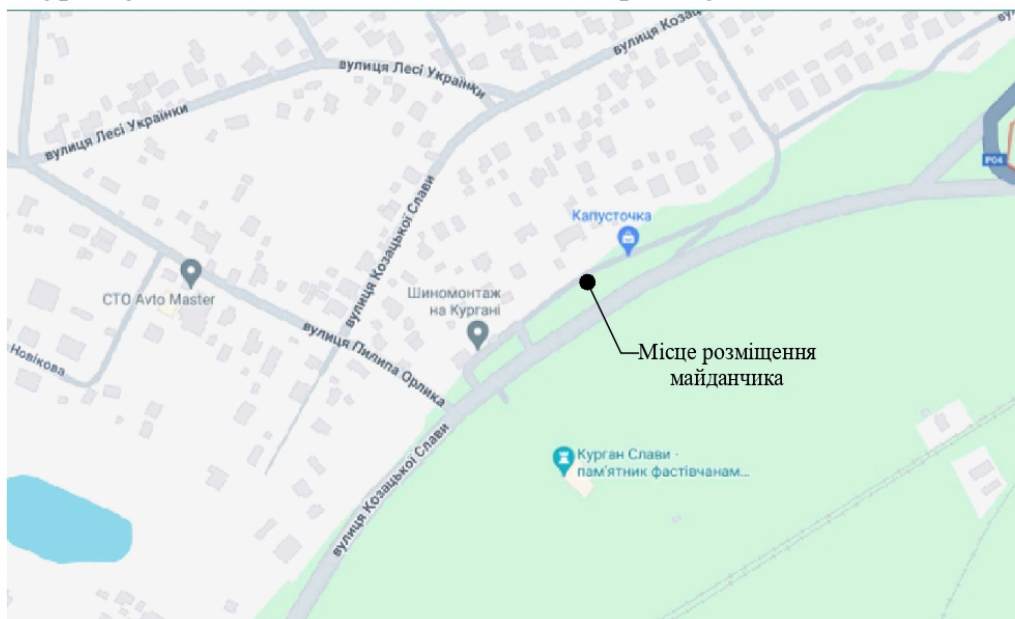 вулиця Козац
вулиця Лесі Українки
вулиця Лесі Українки
Р04
вулиця Козацької Слави
Капусточка
СТО Avto Master
Шиномонтаж
на Кургані
вулиця Пилипа Орлика
Новікова
Місце розміщення
майданчика
вулиця Козацької Слави
Курган Слави -
пам'ятник фастівчанам...